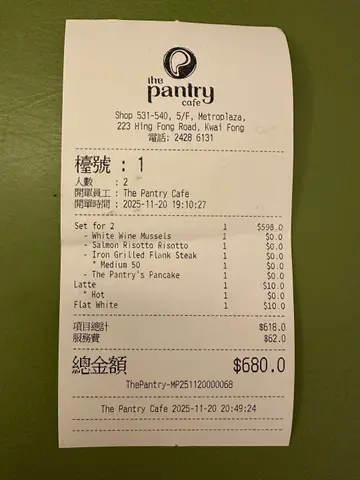 the
pantry
cafe
Shop 531-540, 5/F, Metroplaza,
223 Hing Fong Road, Kwai Fong
電話: 2428 6131
檯號 : 1
人數 : 2
開單員工 : The Pantry Cafe
開單時間 : 2025-11-20 19:10:27
Set for 2 1 $598.0
- White Wine Mussels 1 $0.0
- Salmon Risotto Risotto 1 $0.0
- Iron Grilled Flank Steak 1 $0.0
* Medium 50 1 $0.0
- The Pantry's Pancake 1 $0.0
Latte 1 $10.0
* Hot 1 $0.0
Flat White 1 $10.0
項目總計 $618.0
服務費 $62.0
總金額 $680.0
ThePantry-MP251120000068
The Pantry Cafe 2025-11-20 20:49:24